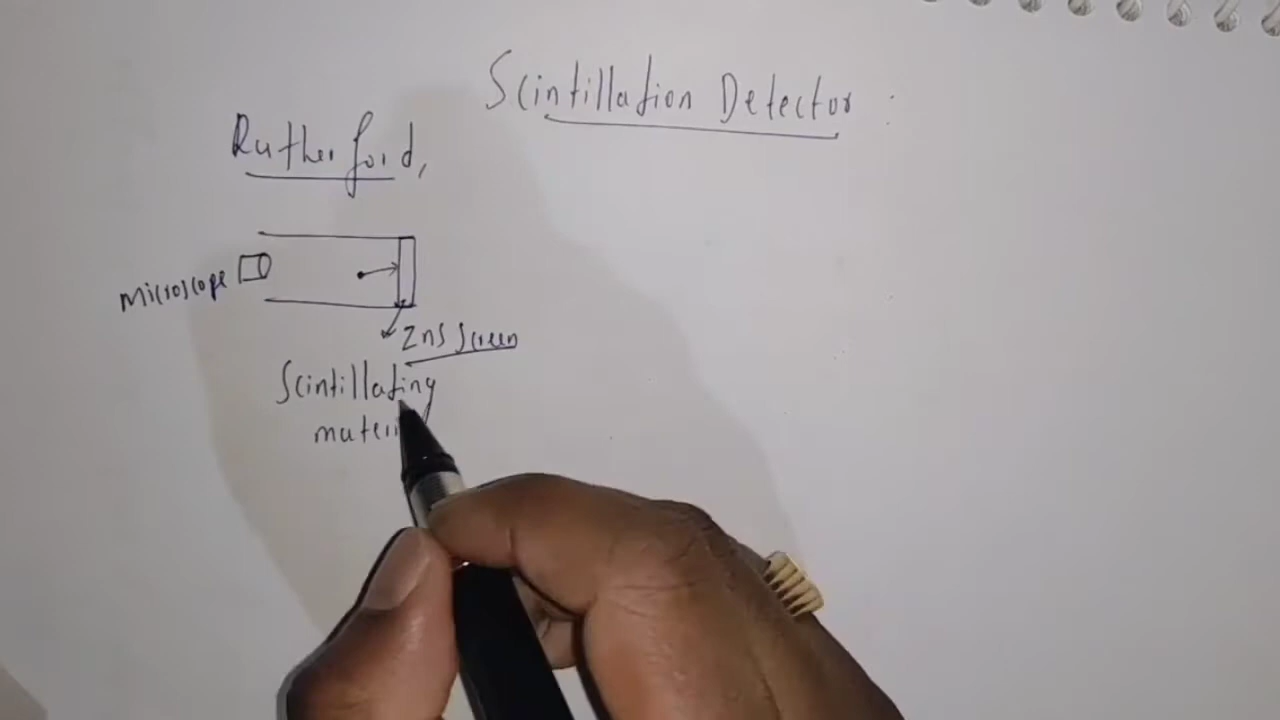 Scintillation Detector :
Rutherford,
Microscope
ZnS Screen
Scintillating